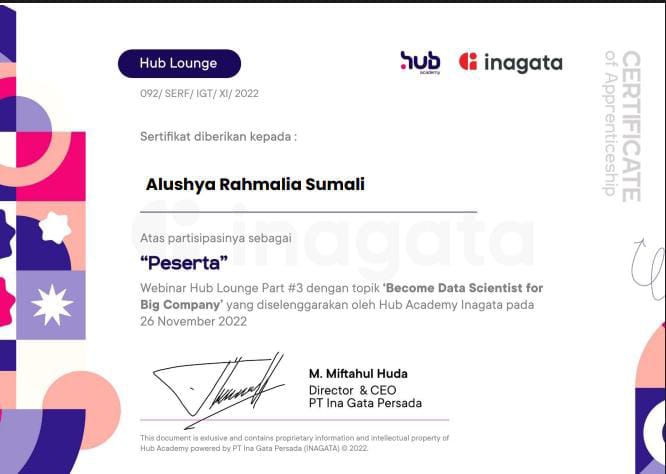 Hub Lounge
hub
academy
inagata
092/ SERF/ IGT/ XI/ 2022
CERTIFICATE
of Apprenticeship
Sertifikat diberikan kepada :
Alushya Rahmalia Sumali
inagata
Atas partisipasinya sebagai
“Peserta”
Webinar Hub Lounge Part #3 dengan topik ‘Become Data Scientist for
Big Company’ yang diselenggarakan oleh Hub Academy Inagata pada
26 November 2022
M. Miftahul Huda
Director & CEO
PT Ina Gata Persada
This document is exlusive and contains proprietary information and intellectual property of
Hub Academy powered by PT Ina Gata Persada (INAGATA) © 2022.